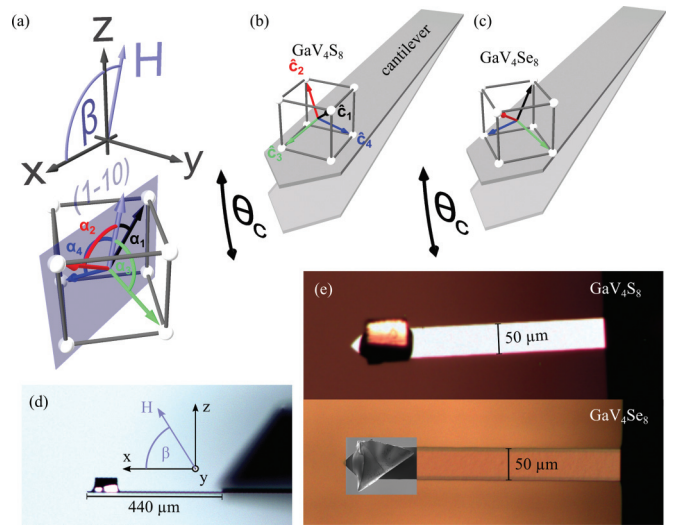 (a)
z
H
β
x
y
(1-10)
α₂
α₄
α₁
(b)
GaV₄S₈
cantilever
ĉ₂
ĉ₁
ĉ₃
ĉ₄
θc
(c)
GaV₄Se₈
θc
(d)
H
z
x
β
y
440 µm
(e)
GaV₄S₈
50 µm
GaV₄Se₈
50 µm